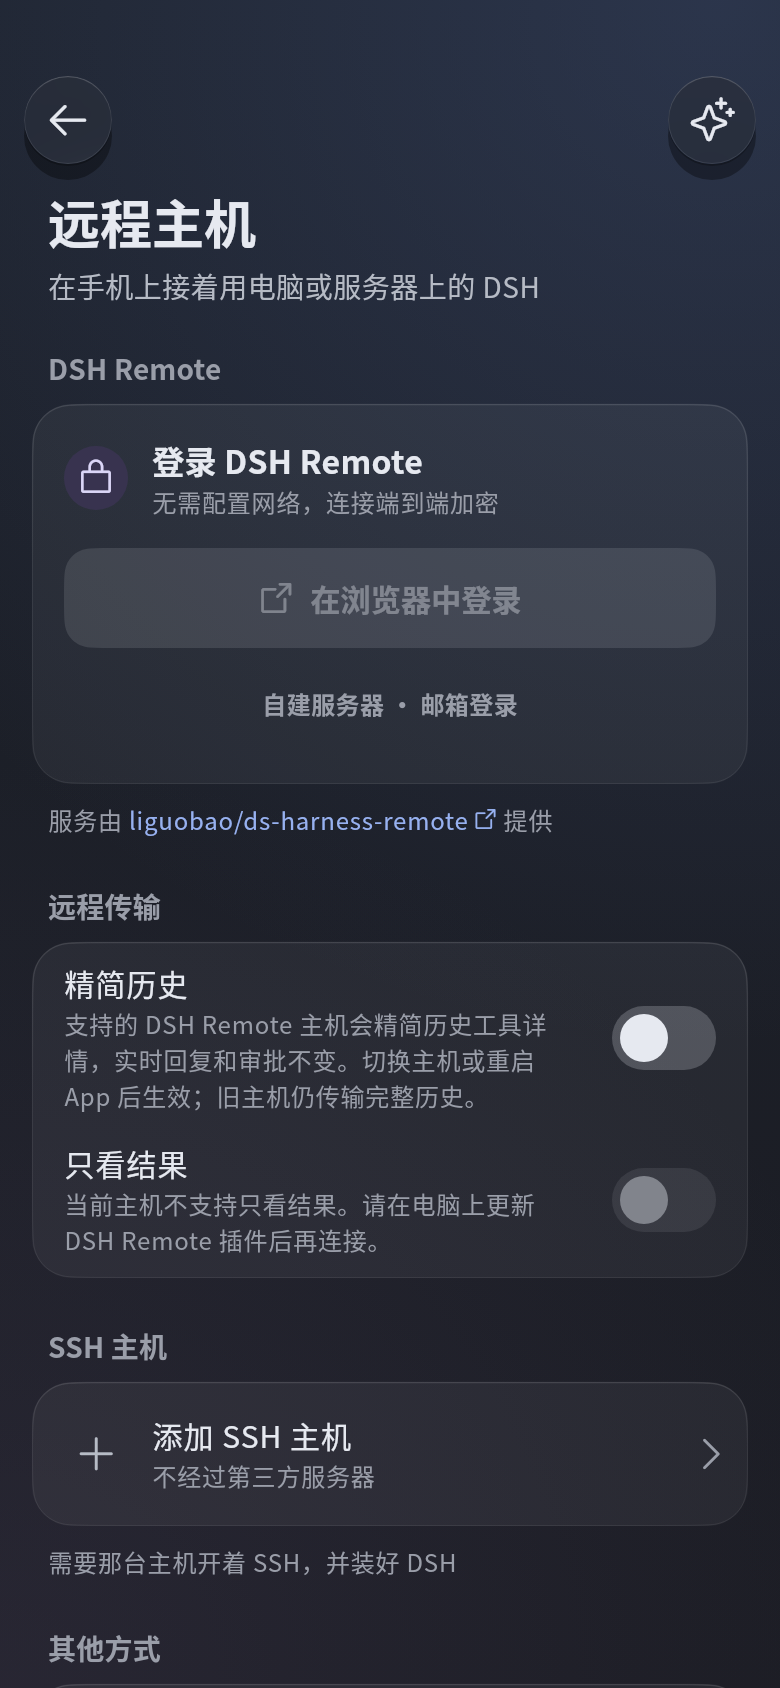 远程主机
在手机上接着用电脑或服务器上的 DSH
DSH Remote
登录 DSH Remote
无需配置网络，连接端到端加密
在浏览器中登录
自建服务器 · 邮箱登录
服务由 liguobao/ds-harness-remote 提供
远程传输
精简历史
支持的 DSH Remote 主机会精简历史工具详
情，实时回复和审批不变。切换主机或重启
App 后生效；旧主机仍传输完整历史。
只看结果
当前主机不支持只看结果。请在电脑上更新
DSH Remote 插件后再连接。
SSH 主机
添加 SSH 主机
不经过第三方服务器
需要那台主机开着 SSH，并装好 DSH
其他方式